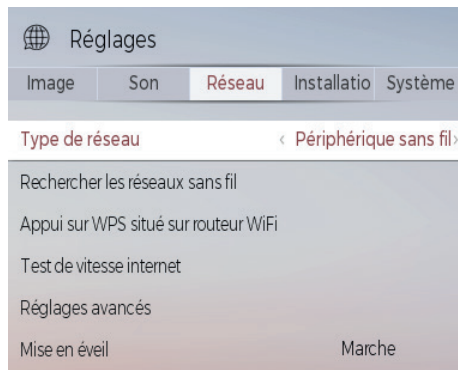 Réglages
Image Son Réseau Installatio Système
Type de réseau ‹ Périphérique sans fil ›
Rechercher les réseaux sans fil
Appui sur WPS situé sur routeur WiFi
Test de vitesse internet
Réglages avancés
Mise en éveil Marche